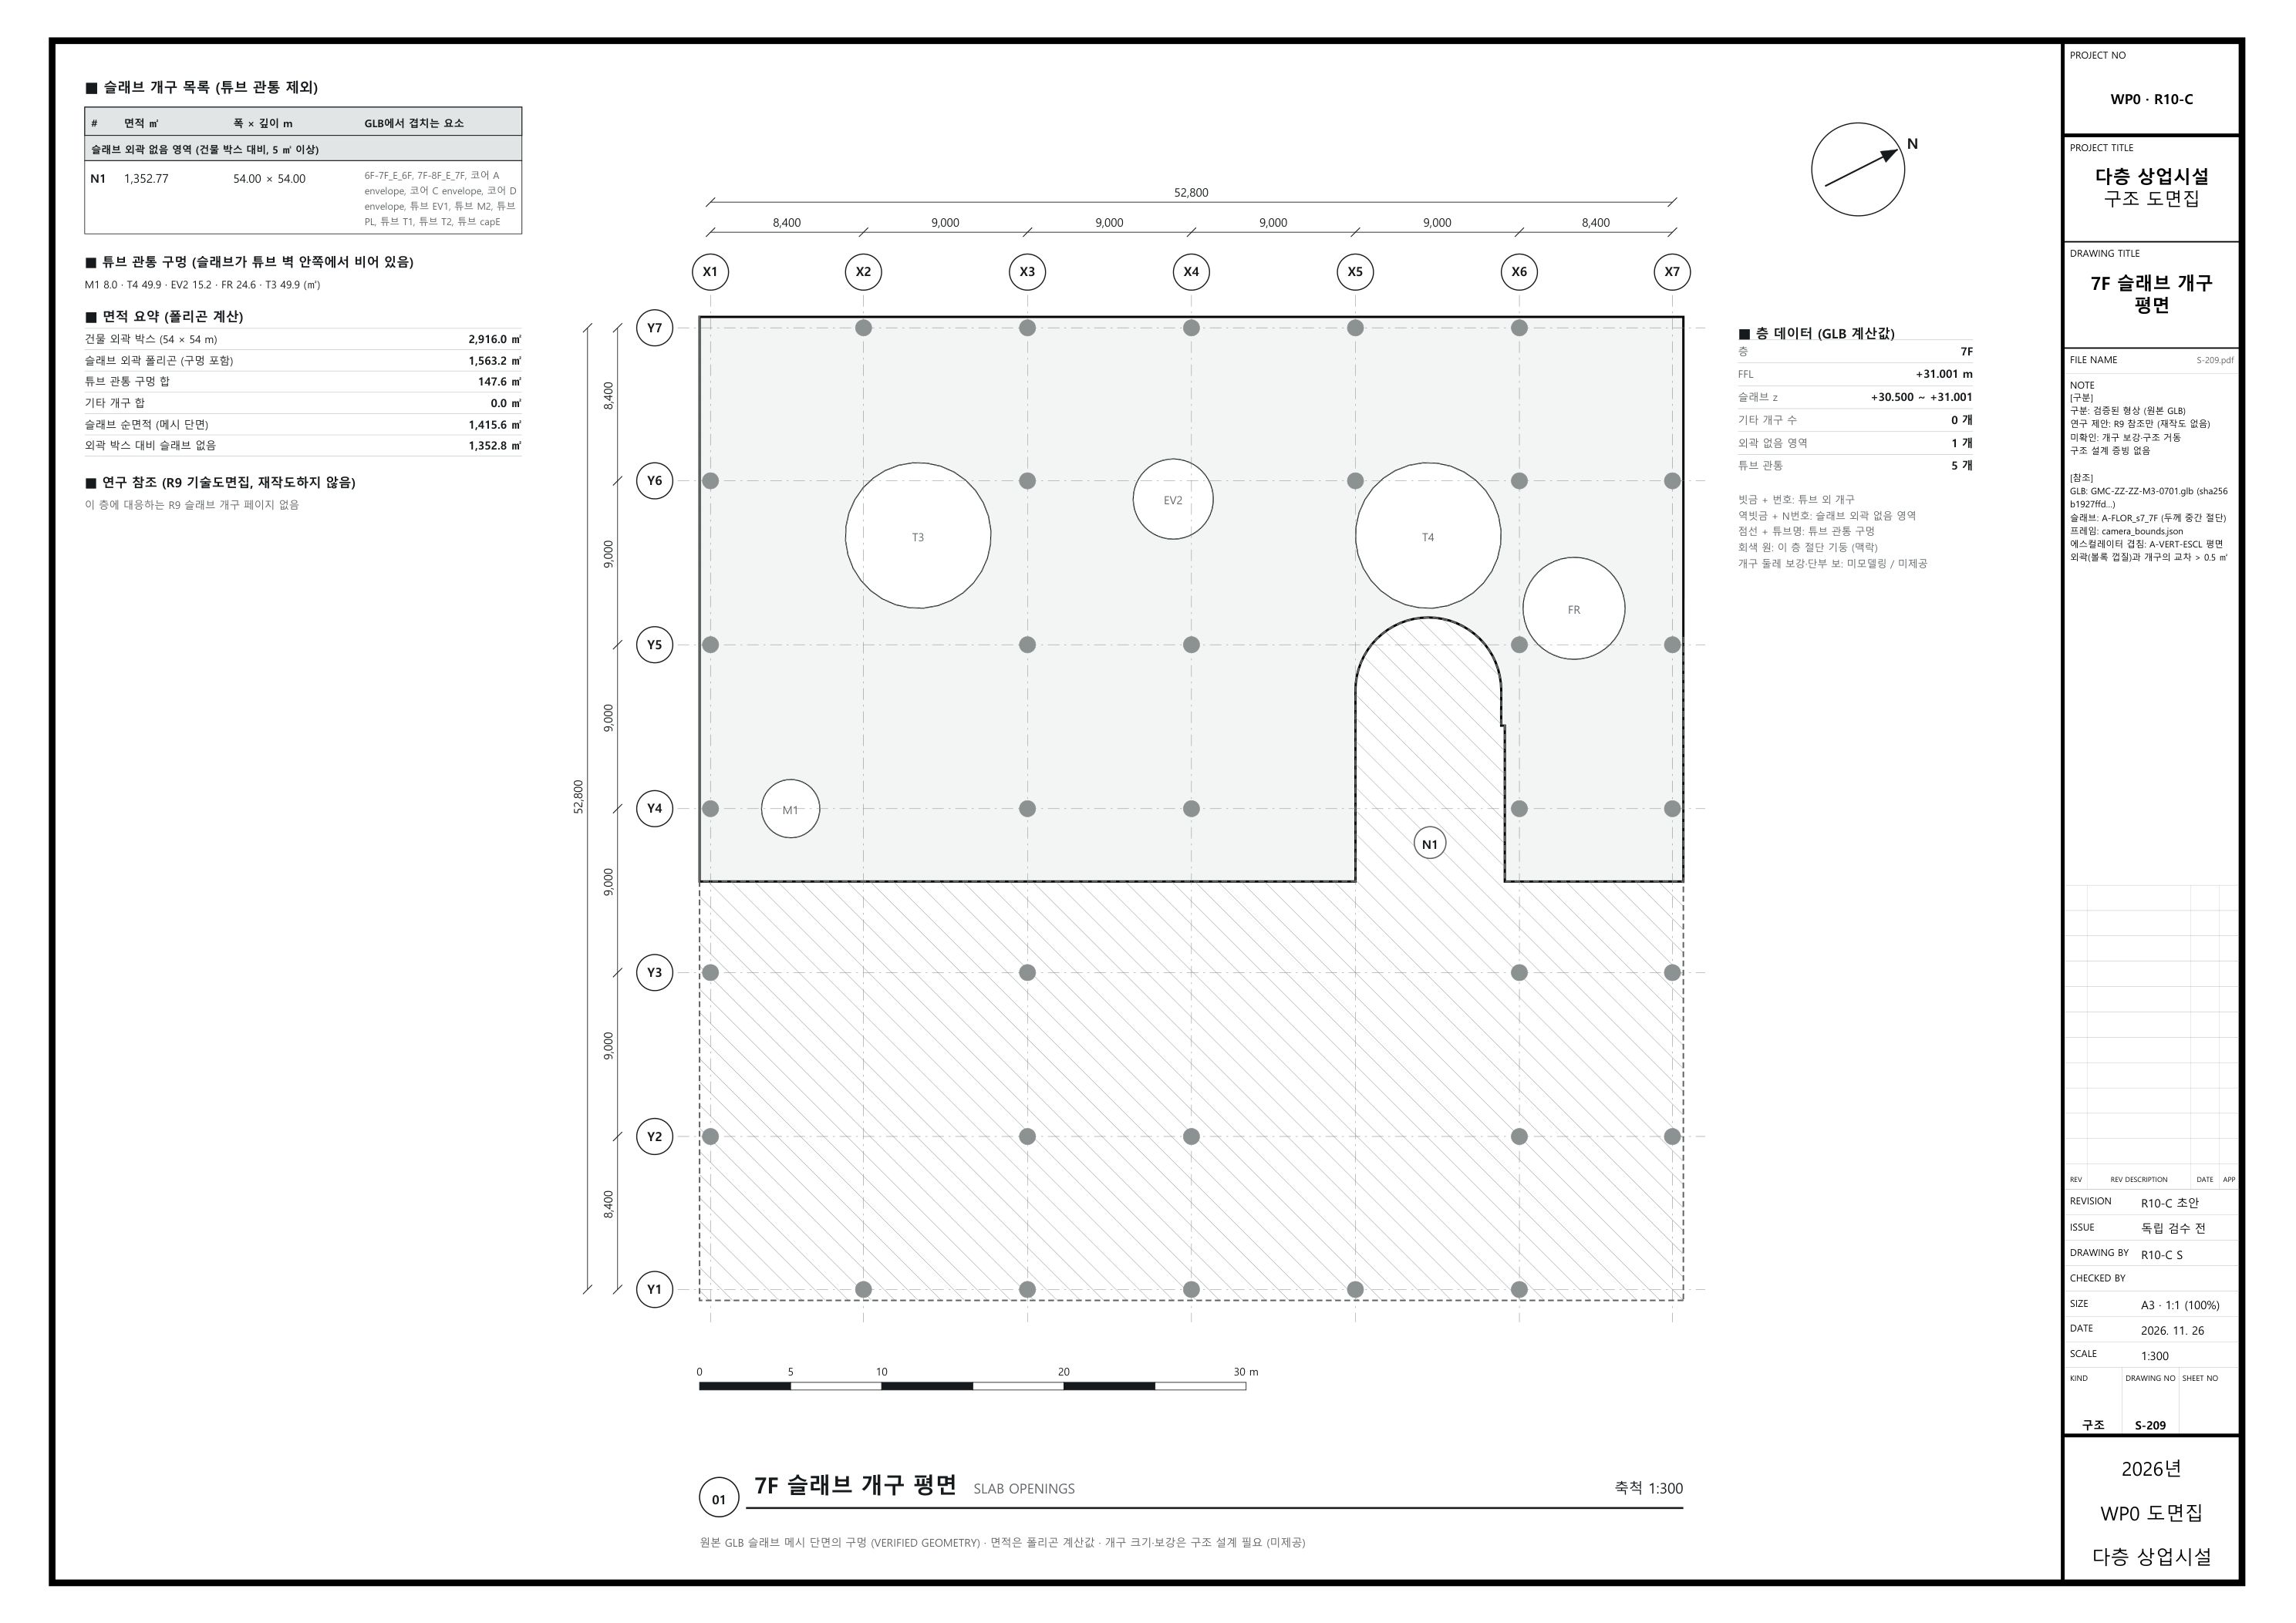 ■ 슬래브 개구 목록 (튜브 관통 제외)
# 면적 ㎡ 폭 × 깊이 m GLB에서 겹치는 요소
슬래브 외곽 없음 영역 (건물 박스 대비, 5 ㎡ 이상)
N1 1,352.77 54.00 × 54.00 6F-7F_E_6F, 7F-8F_E_7F, 코어 A
envelope, 코어 C envelope, 코어 D
envelope, 튜브 EV1, 튜브 M2, 튜브
PL, 튜브 T1, 튜브 T2, 튜브 capE
■ 튜브 관통 구멍 (슬래브가 튜브 벽 안쪽에서 비어 있음)
M1 8.0 · T4 49.9 · EV2 15.2 · FR 24.6 · T3 49.9 (㎡)
■ 면적 요약 (폴리곤 계산)
건물 외곽 박스 (54 × 54 m) 2,916.0 ㎡
슬래브 외곽 폴리곤 (구멍 포함) 1,563.2 ㎡
튜브 관통 구멍 합 147.6 ㎡
기타 개구 합 0.0 ㎡
슬래브 순면적 (메시 단면) 1,415.6 ㎡
외곽 박스 대비 슬래브 없음 1,352.8 ㎡
■ 연구 참조 (R9 기술도면집, 재작도하지 않음)
이 층에 대응하는 R9 슬래브 개구 페이지 없음
52,800
8,400 9,000 9,000 9,000 9,000 8,400
X1 X2 X3 X4 X5 X6 X7
Y7
8,400
Y6
9,000
Y5
9,000
Y4
9,000
Y3
9,000
Y2
8,400
Y1
52,800
T3
EV2
T4
FR
M1
N1
0 5 10 20 30 m
01 7F 슬래브 개구 평면 SLAB OPENINGS 축척 1:300
원본 GLB 슬래브 메시 단면의 구멍 (VERIFIED GEOMETRY) · 면적은 폴리곤 계산값 · 개구 크기·보강은 구조 설계 필요 (미제공)
N
■ 층 데이터 (GLB 계산값)
층 7F
FFL +31.001 m
슬래브 z +30.500 ~ +31.001
기타 개구 수 0 개
외곽 없음 영역 1 개
튜브 관통 5 개
빗금 + 번호: 튜브 외 개구
역빗금 + N번호: 슬래브 외곽 없음 영역
점선 + 튜브명: 튜브 관통 구멍
회색 원: 이 층 절단 기둥 (맥락)
개구 둘레 보강·단부 보: 미모델링 / 미제공
PROJECT NO
WP0 · R10-C
PROJECT TITLE
다층 상업시설
구조 도면집
DRAWING TITLE
7F 슬래브 개구
평면
FILE NAME S-209.pdf
NOTE
[구분]
구분: 검증된 형상 (원본 GLB)
연구 제안: R9 참조만 (재작도 없음)
미확인: 개구 보강·구조 거동
구조 설계 증빙 없음
[참조]
GLB: GMC-ZZ-ZZ-M3-0701.glb (sha256
b1927ffd…)
슬래브: A-FLOR_s7_7F (두께 중간 절단)
프레임: camera_bounds.json
에스컬레이터 겹침: A-VERT-ESCL 평면
외곽(볼록 껍질)과 개구의 교차 > 0.5 ㎡
REV REV DESCRIPTION DATE APP
REVISION R10-C 초안
ISSUE 독립 검수 전
DRAWING BY R10-C S
CHECKED BY
SIZE A3 · 1:1 (100%)
DATE 2026. 11. 26
SCALE 1:300
KIND DRAWING NO SHEET NO
구조 S-209
2026년
WP0 도면집
다층 상업시설